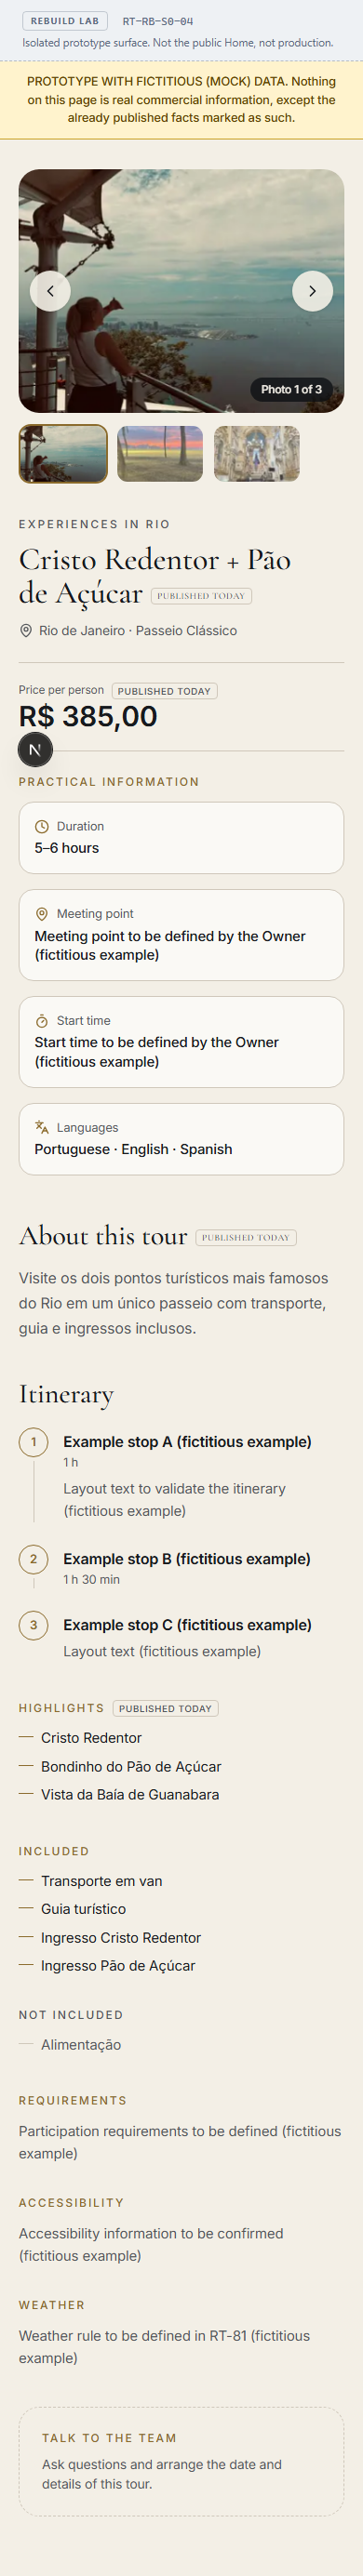 REBUILD LAB RT-RB-S0-04
Isolated prototype surface. Not the public Home, not production.
PROTOTYPE WITH FICTITIOUS (MOCK) DATA. Nothing
on this page is real commercial information, except the
already published facts marked as such.
Photo 1 of 3
EXPERIENCES IN RIO
Cristo Redentor + Pão
de Açúcar PUBLISHED TODAY
Rio de Janeiro · Passeio Clássico
Price per person PUBLISHED TODAY
R$ 385,00
N
PRACTICAL INFORMATION
Duration
5–6 hours
Meeting point
Meeting point to be defined by the Owner
(fictitious example)
Start time
Start time to be defined by the Owner
(fictitious example)
Languages
Portuguese · English · Spanish
About this tour PUBLISHED TODAY
Visite os dois pontos turísticos mais famosos
do Rio em um único passeio com transporte,
guia e ingressos inclusos.
Itinerary
1 Example stop A (fictitious example)
1 h
Layout text to validate the itinerary
(fictitious example)
2 Example stop B (fictitious example)
1 h 30 min
3 Example stop C (fictitious example)
Layout text (fictitious example)
HIGHLIGHTS PUBLISHED TODAY
Cristo Redentor
Bondinho do Pão de Açúcar
Vista da Baía de Guanabara
INCLUDED
Transporte em van
Guia turístico
Ingresso Cristo Redentor
Ingresso Pão de Açúcar
NOT INCLUDED
Alimentação
REQUIREMENTS
Participation requirements to be defined (fictitious
example)
ACCESSIBILITY
Accessibility information to be confirmed
(fictitious example)
WEATHER
Weather rule to be defined in RT-81 (fictitious
example)
TALK TO THE TEAM
Ask questions and arrange the date and
details of this tour.